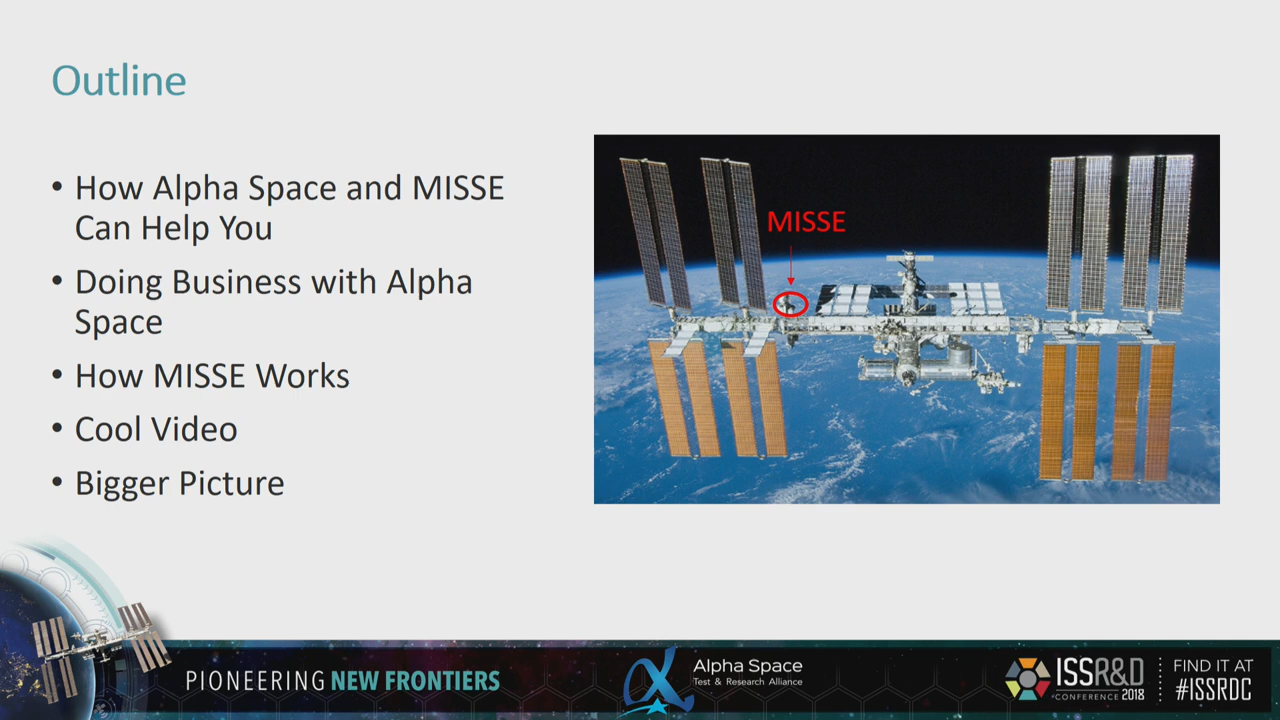 Outline
• How Alpha Space and MISSE
Can Help You
• Doing Business with Alpha
Space
• How MISSE Works
• Cool Video
• Bigger Picture
MISSE
PIONEERING NEW FRONTIERS
Alpha Space
Test & Research Alliance
ISSR&D
CONFERENCE 2018
FIND IT AT
#ISSRDC